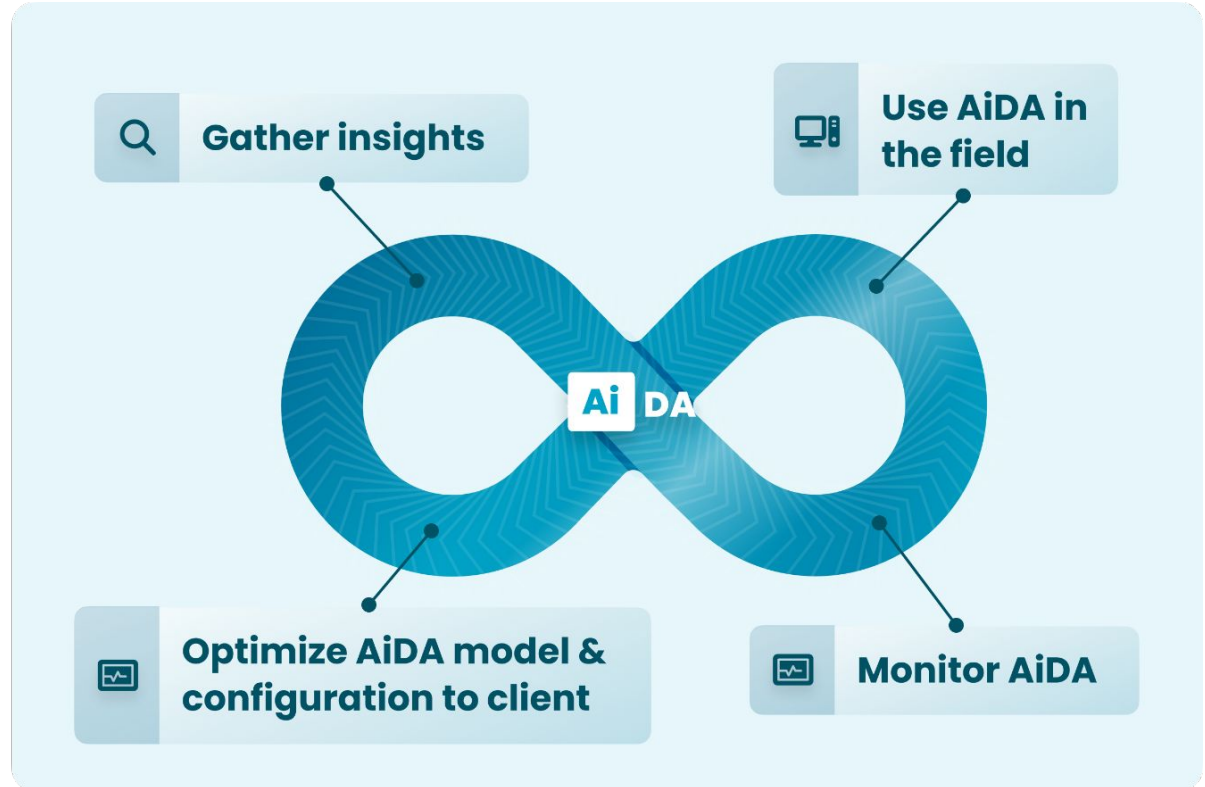 Gather insights
Use AiDA in
the field
Ai DA
Optimize AiDA model &
configuration to client
Monitor AiDA